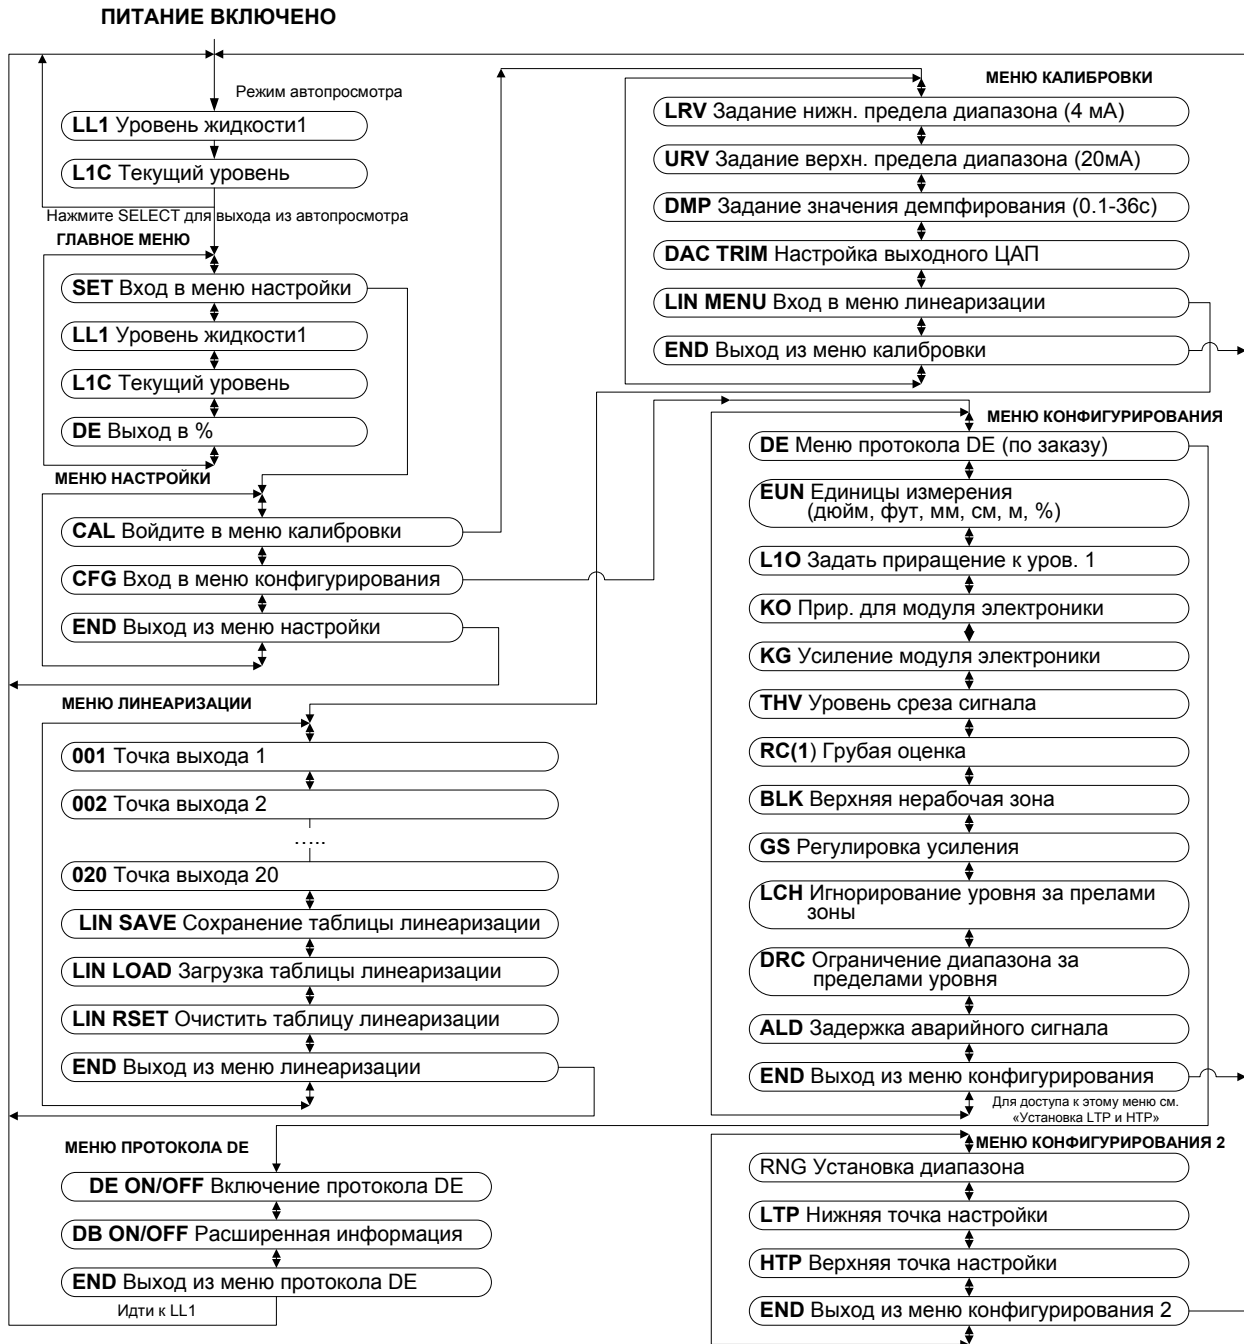 ПИТАНИЕ ВКЛЮЧЕНО
Режим автопросмотра
LL1 Уровень жидкости1
L1C Текущий уровень
Нажмите SELECT для выхода из автопросмотра
ГЛАВНОЕ МЕНЮ
SET Вход в меню настройки
LL1 Уровень жидкости1
L1C Текущий уровень
DE Выход в %
МЕНЮ НАСТРОЙКИ
CAL Войдите в меню калибровки
CFG Вход в меню конфигурирования
END Выход из меню настройки
МЕНЮ ЛИНЕАРИЗАЦИИ
001 Точка выхода 1
002 Точка выхода 2
…..
020 Точка выхода 20
LIN SAVE Сохранение таблицы линеаризации
LIN LOAD Загрузка таблицы линеаризации
LIN RSET Очистить таблицу линеаризации
END Выход из меню линеаризации
МЕНЮ ПРОТОКОЛА DE
DE ON/OFF Включение протокола DE
DB ON/OFF Расширенная информация
END Выход из меню протокола DE
Идти к LL1
МЕНЮ КАЛИБРОВКИ
LRV Задание нижн. предела диапазона (4 мА)
URV Задание верхн. предела диапазона (20мА)
DMP Задание значения демпфирования (0.1-36с)
DAC TRIM Настройка выходного ЦАП
LIN MENU Вход в меню линеаризации
END Выход из меню калибровки
МЕНЮ КОНФИГУРИРОВАНИЯ
DE Меню протокола DE (по заказу)
EUN Единицы измерения
(дюйм, фут, мм, см, м, %)
L1O Задать приращение к уров. 1
KO Прир. для модуля электроники
KG Усиление модуля электроники
THV Уровень среза сигнала
RC(1) Грубая оценка
BLK Верхняя нерабочая зона
GS Регулировка усиления
LCH Игнорирование уровня за прелами
зоны
DRC Ограничение диапазона за
пределами уровня
ALD Задержка аварийного сигнала
END Выход из меню конфигурирования
Для доступа к этому меню см.
«Установка LTP и HTP»
МЕНЮ КОНФИГУРИРОВАНИЯ 2
RNG Установка диапазона
LTP Нижняя точка настройки
HTP Верхняя точка настройки
END Выход из меню конфигурирования 2